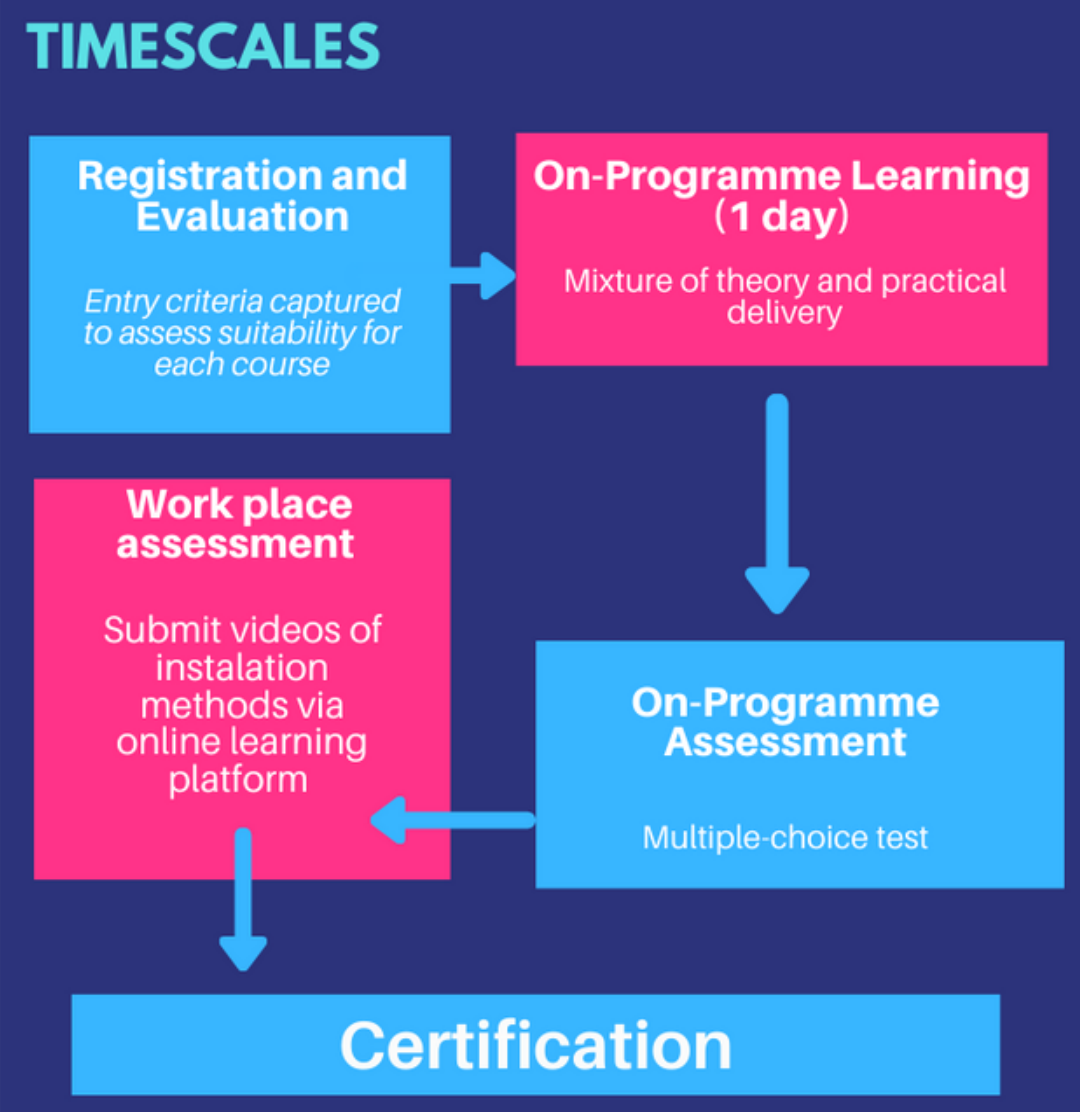 TIMESCALES
Registration and
Evaluation
Entry criteria captured
to assess suitability for
each course
On-Programme Learning
(1 day)
Mixture of theory and practical
delivery
On-Programme
Assessment
Multiple-choice test
Work place
assessment
Submit videos of
instalation
methods via
online learning
platform
Certification